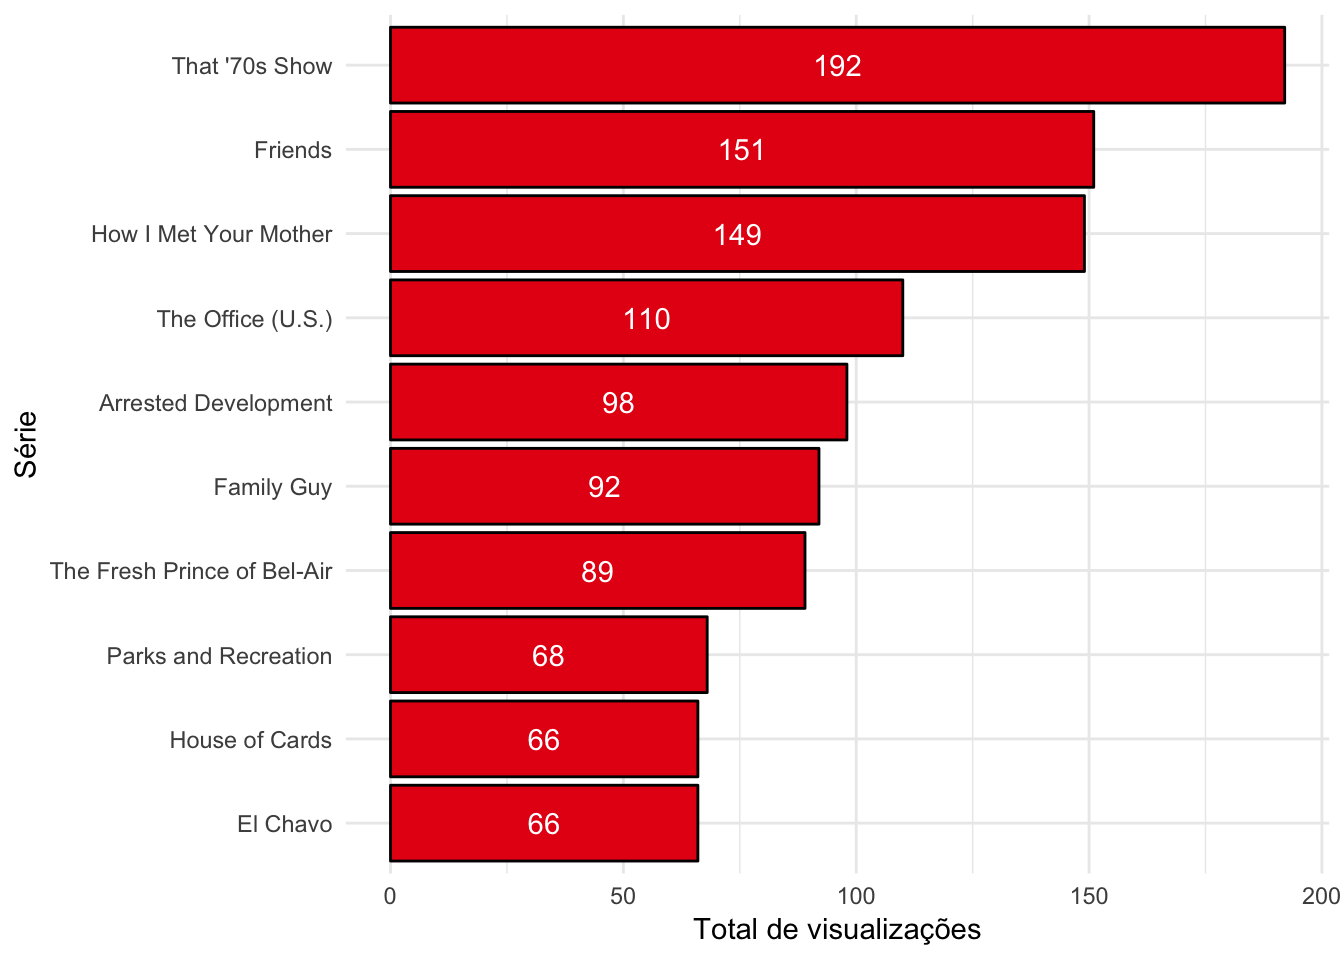 That '70s Show
192
Friends
151
How I Met Your Mother
149
The Office (U.S.)
110
Arrested Development
98
Family Guy
92
The Fresh Prince of Bel-Air
89
Parks and Recreation
68
House of Cards
66
El Chavo
66
0 50 100 150 200
Total de visualizações
Série